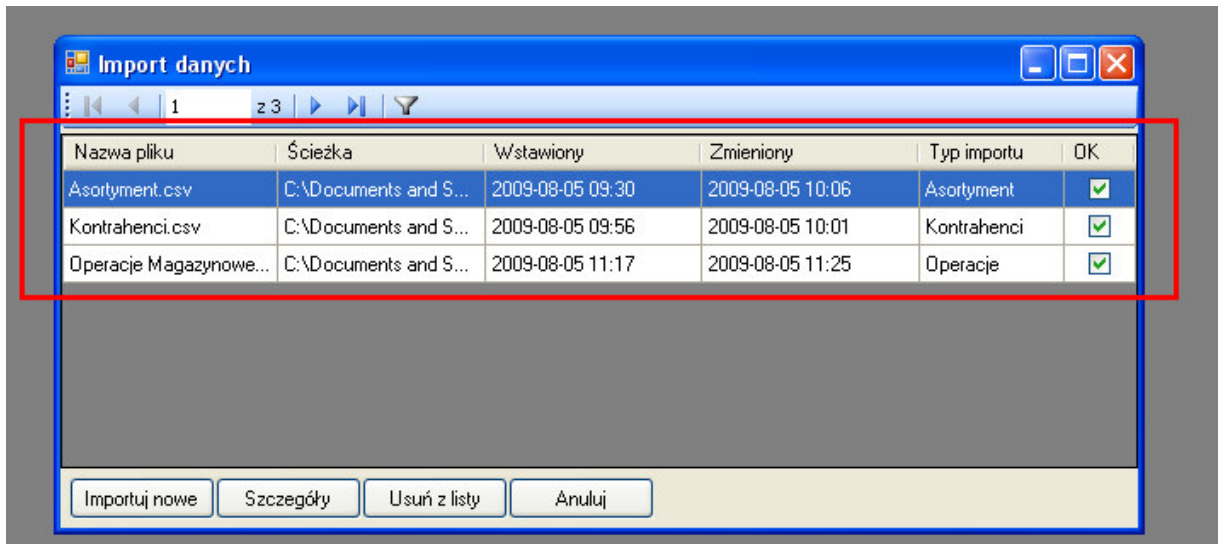 Import danych
1 z 3
Nazwa pliku Ścieżka Wstawiony Zmieniony Typ importu OK
Asortyment.csv C:\Documents and S... 2009-08-05 09:30 2009-08-05 10:06 Asortyment
Kontrahenci.csv C:\Documents and S... 2009-08-05 09:56 2009-08-05 10:01 Kontrahenci
Operacje Magazynowe... C:\Documents and S... 2009-08-05 11:17 2009-08-05 11:25 Operacje
Importuj nowe Szczegóły Usuń z listy Anuluj